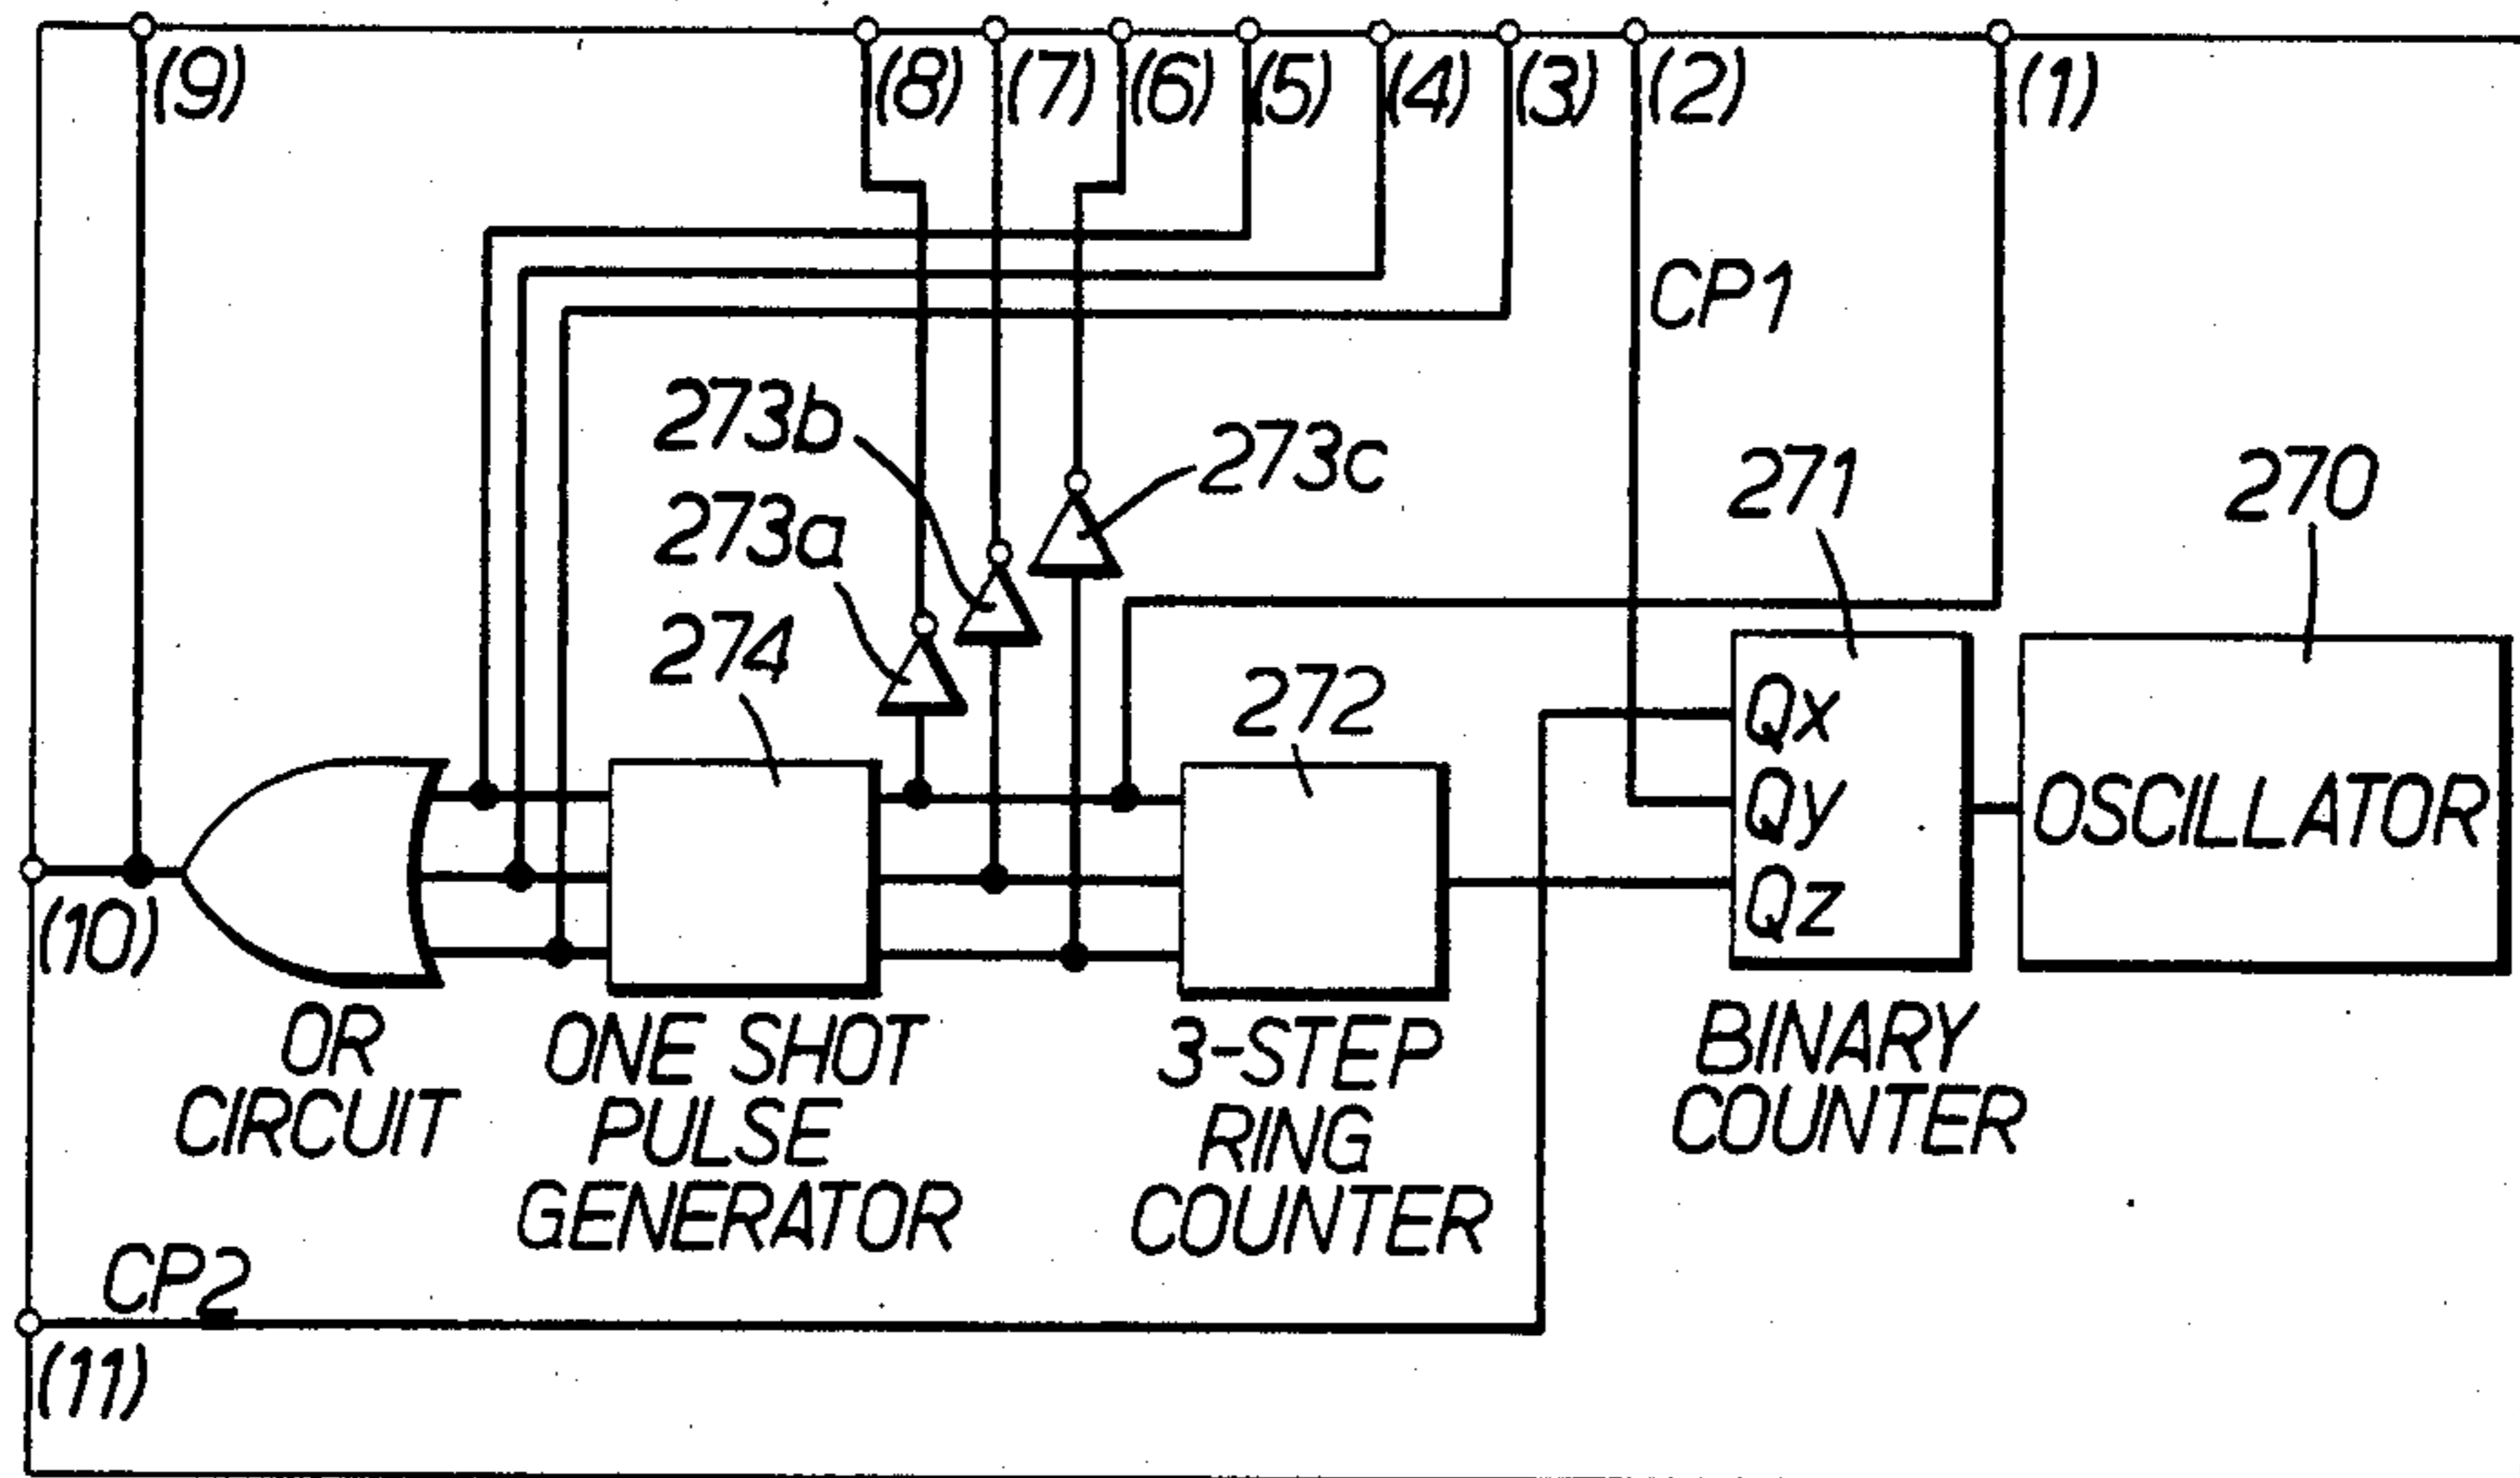 (9) (8) (7) (6) (5) (4) (3) (2) (1)
CP1
273b
273c
271
270
273a
274
272
Qx
Qy
Qz
OSCILLATOR
(10)
OR
CIRCUIT
ONE SHOT
PULSE
GENERATOR
3-STEP
RING
COUNTER
BINARY
COUNTER
CP2
(11)